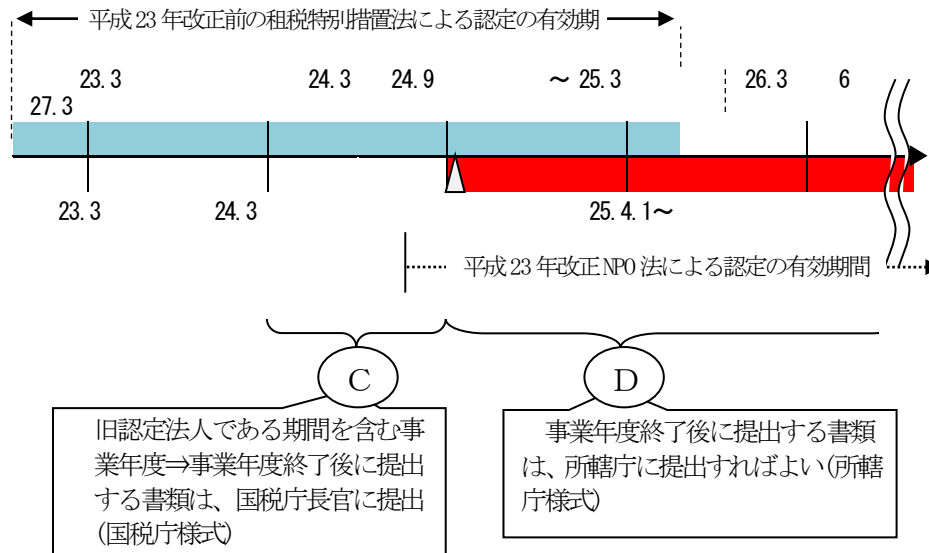 平成23年改正前の租税特別措置法による認定の有効期
23.3 24.3 24.9 ～25.3 26.3 6
27.3
23.3 24.3 25.4.1～
平成23年改正NPO法による認定の有効期間
C D
旧認定法人である期間を含む事
業年度⇒事業年度終了後に提出
する書類は、国税庁長官に提出
(国税庁様式)
事業年度終了後に提出する書類
は、所轄庁に提出すればよい(所轄
庁様式)